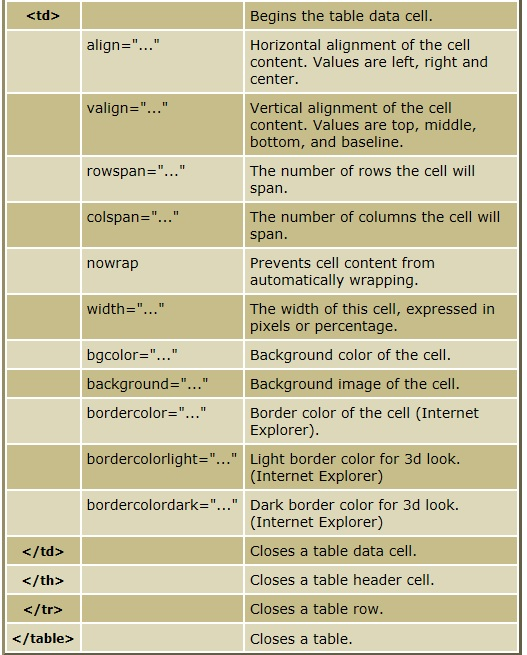 <td> Begins the table data cell.
align="..." Horizontal alignment of the cell
content. Values are left, right and
center.
valign="..." Vertical alignment of the cell
content. Values are top, middle,
bottom, and baseline.
rowspan="..." The number of rows the cell will
span.
colspan="..." The number of columns the cell will
span.
nowrap Prevents cell content from
automatically wrapping.
width="..." The width of this cell, expressed in
pixels or percentage.
bgcolor="..." Background color of the cell.
background="..." Background image of the cell.
bordercolor="..." Border color of the cell (Internet
Explorer).
bordercolorlight="..." Light border color for 3d look.
(Internet Explorer)
bordercolordark="..." Dark border color for 3d look.
(Internet Explorer)
</td> Closes a table data cell.
</th> Closes a table header cell.
</tr> Closes a table row.
</table> Closes a table.